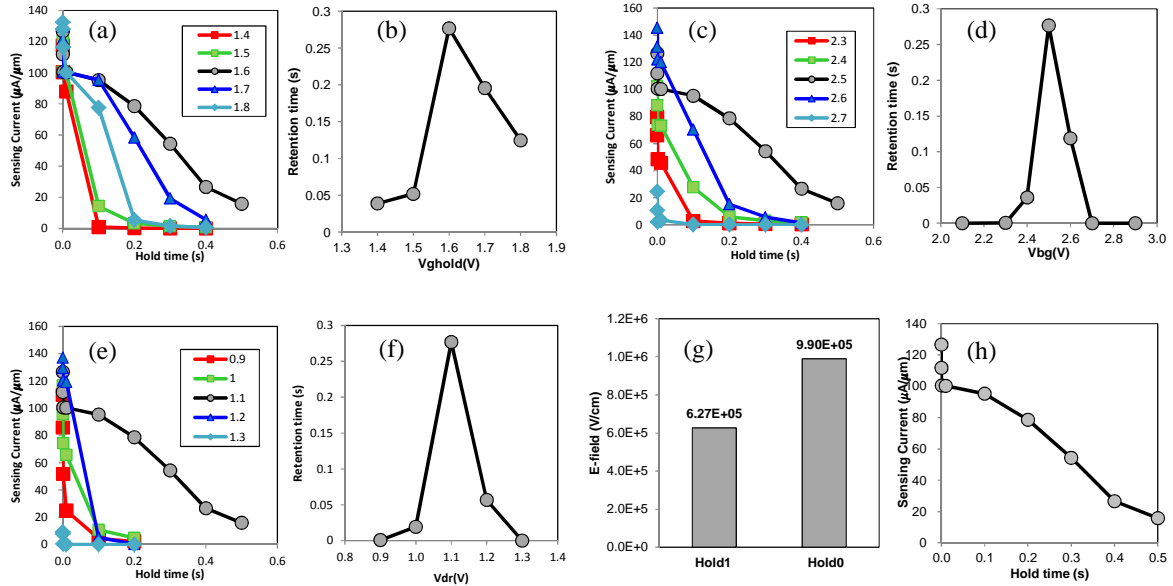 140
120
100
80
60
40
20
0
0.0 0.2 0.4 0.6
Sensing Current (µA/µm)
Hold time (s)
(a)
1.4
1.5
1.6
1.7
1.8
0.3
0.25
0.2
0.15
0.1
0.05
0
1.3 1.4 1.5 1.6 1.7 1.8 1.9
Retention time (s)
Vghold(V)
(b)
160
140
120
100
80
60
40
20
0
0.0 0.2 0.4 0.6
Sensing Current (µA/µm)
Hold time (s)
(c)
2.3
2.4
2.5
2.6
2.7
0.3
0.25
0.2
0.15
0.1
0.05
0
2.0 2.2 2.4 2.6 2.8 3.0
Retention time (s)
Vbg(V)
(d)
160
140
120
100
80
60
40
20
0
0.0 0.2 0.4 0.6
Sensing Current (µA/µm)
Hold time (s)
(e)
0.9
1
1.1
1.2
1.3
0.3
0.25
0.2
0.15
0.1
0.05
0
0.8 0.9 1.0 1.1 1.2 1.3 1.4
Retention time (s)
Vdr(V)
(f)
1.2E+6
1.0E+6
8.0E+5
6.0E+5
4.0E+5
2.0E+5
0.0E+0
E-field (V/cm)
(g)
6.27E+05
9.90E+05
Hold1 Hold0
140
120
100
80
60
40
20
0
0.0 0.1 0.2 0.3 0.4 0.5
Sensing Current (µA/µm)
Hold time (s)
(h)